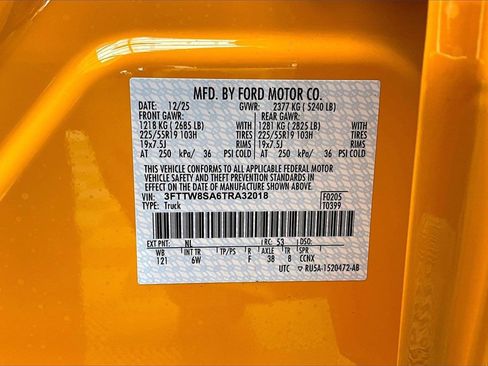 MFD. BY FORD MOTOR CO.
DATE: 12/25 GVWR: 2377 KG ( 5240 LB)
FRONT GAWR: REAR GAWR:
1218 KG ( 2685 LB) WITH 1281 KG ( 2825 LB) WITH
225/55R19 103H TIRES 225/55R19 103H TIRES
19x7.5J RIMS 19x7.5J RIMS
AT 250 kPa/ 36 PSI COLD AT 250 kPa/ 36 PSI COLD
THIS VEHICLE CONFORMS TO ALL APPLICABLE FEDERAL MOTOR
VEHICLE SAFETY AND THEFT PREVENTION STANDARDS IN
EFFECT ON THE DATE OF MANUFACTURE SHOWN ABOVE.
VIN: 3FTTW8SA6TRA32018 F0205
TYPE: Truck T0399
EXT PNT: NL RC: 53 DSO:
WB INT TR TP/PS R AXLE TR SPR
121 6W F 38 8 CCNX
UTC RU5A-1520472-AB